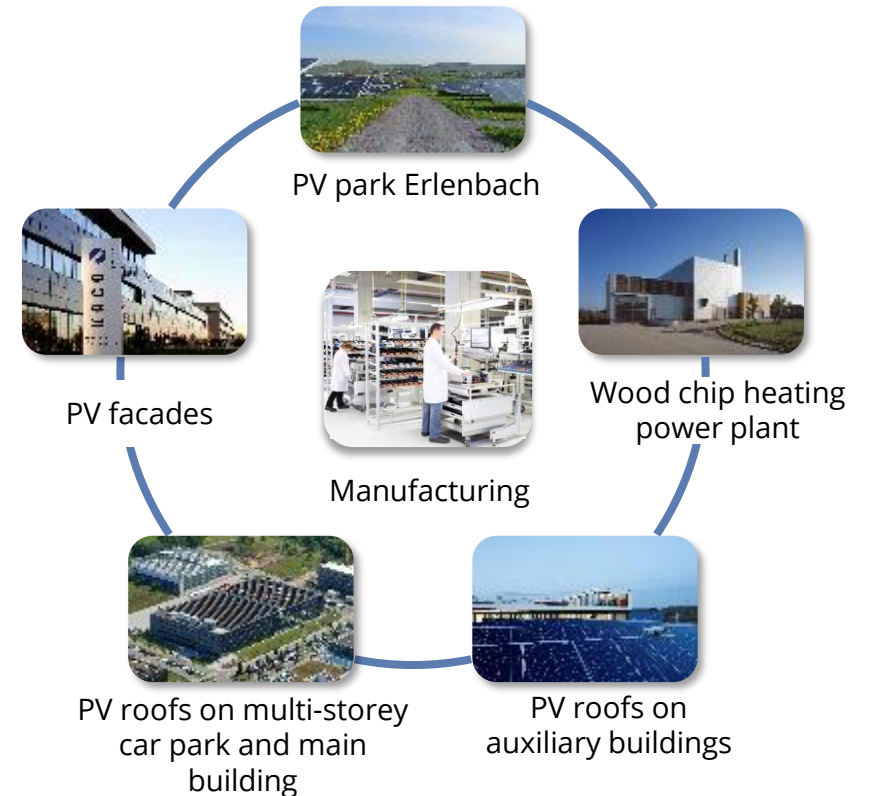 PV park Erlenbach
PV facades
Wood chip heating
power plant
Manufacturing
PV roofs on multi-storey
car park and main
building
PV roofs on
auxiliary buildings